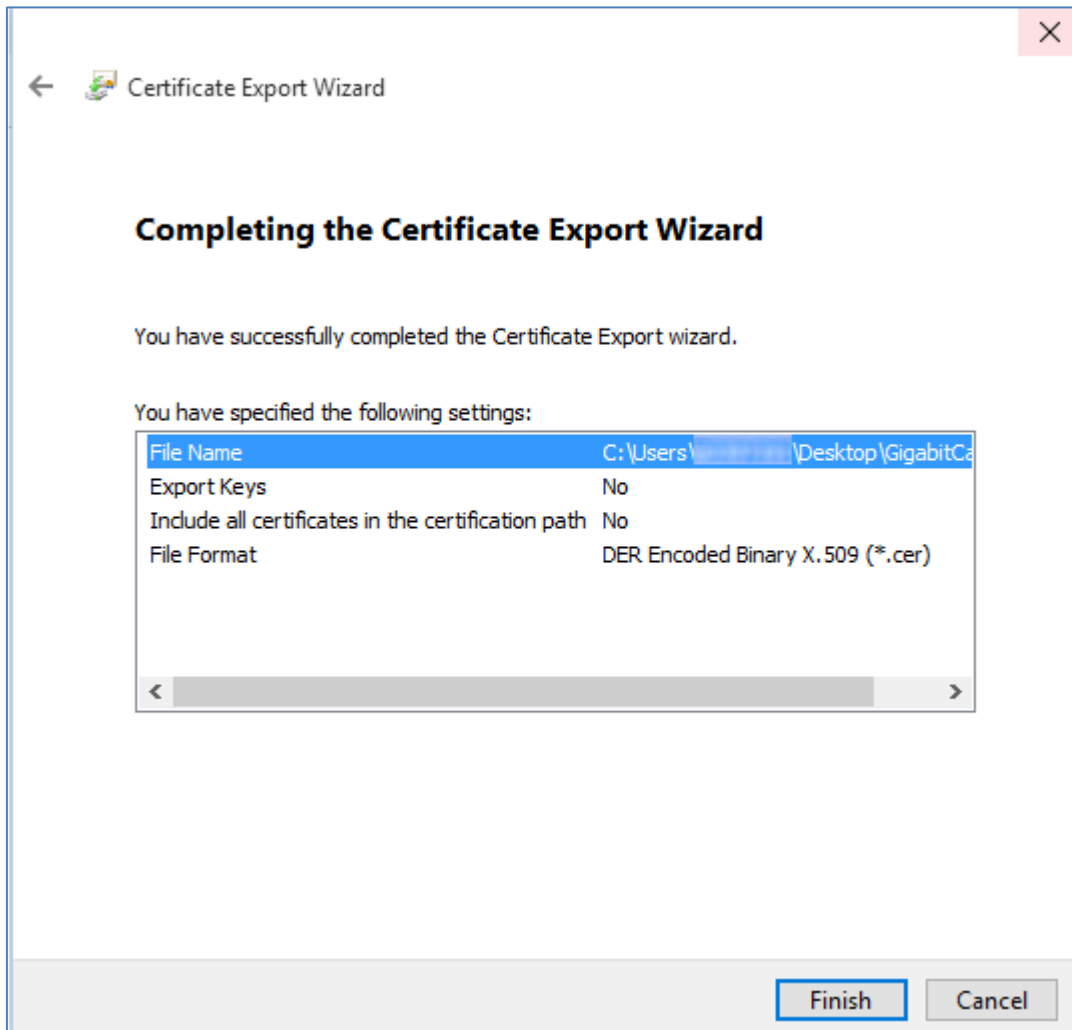 Certificate Export Wizard
Completing the Certificate Export Wizard
You have successfully completed the Certificate Export wizard.
You have specified the following settings:
File Name C:\Users\ \Desktop\GigabitCa
Export Keys No
Include all certificates in the certification path No
File Format DER Encoded Binary X.509 (*.cer)
Finish Cancel